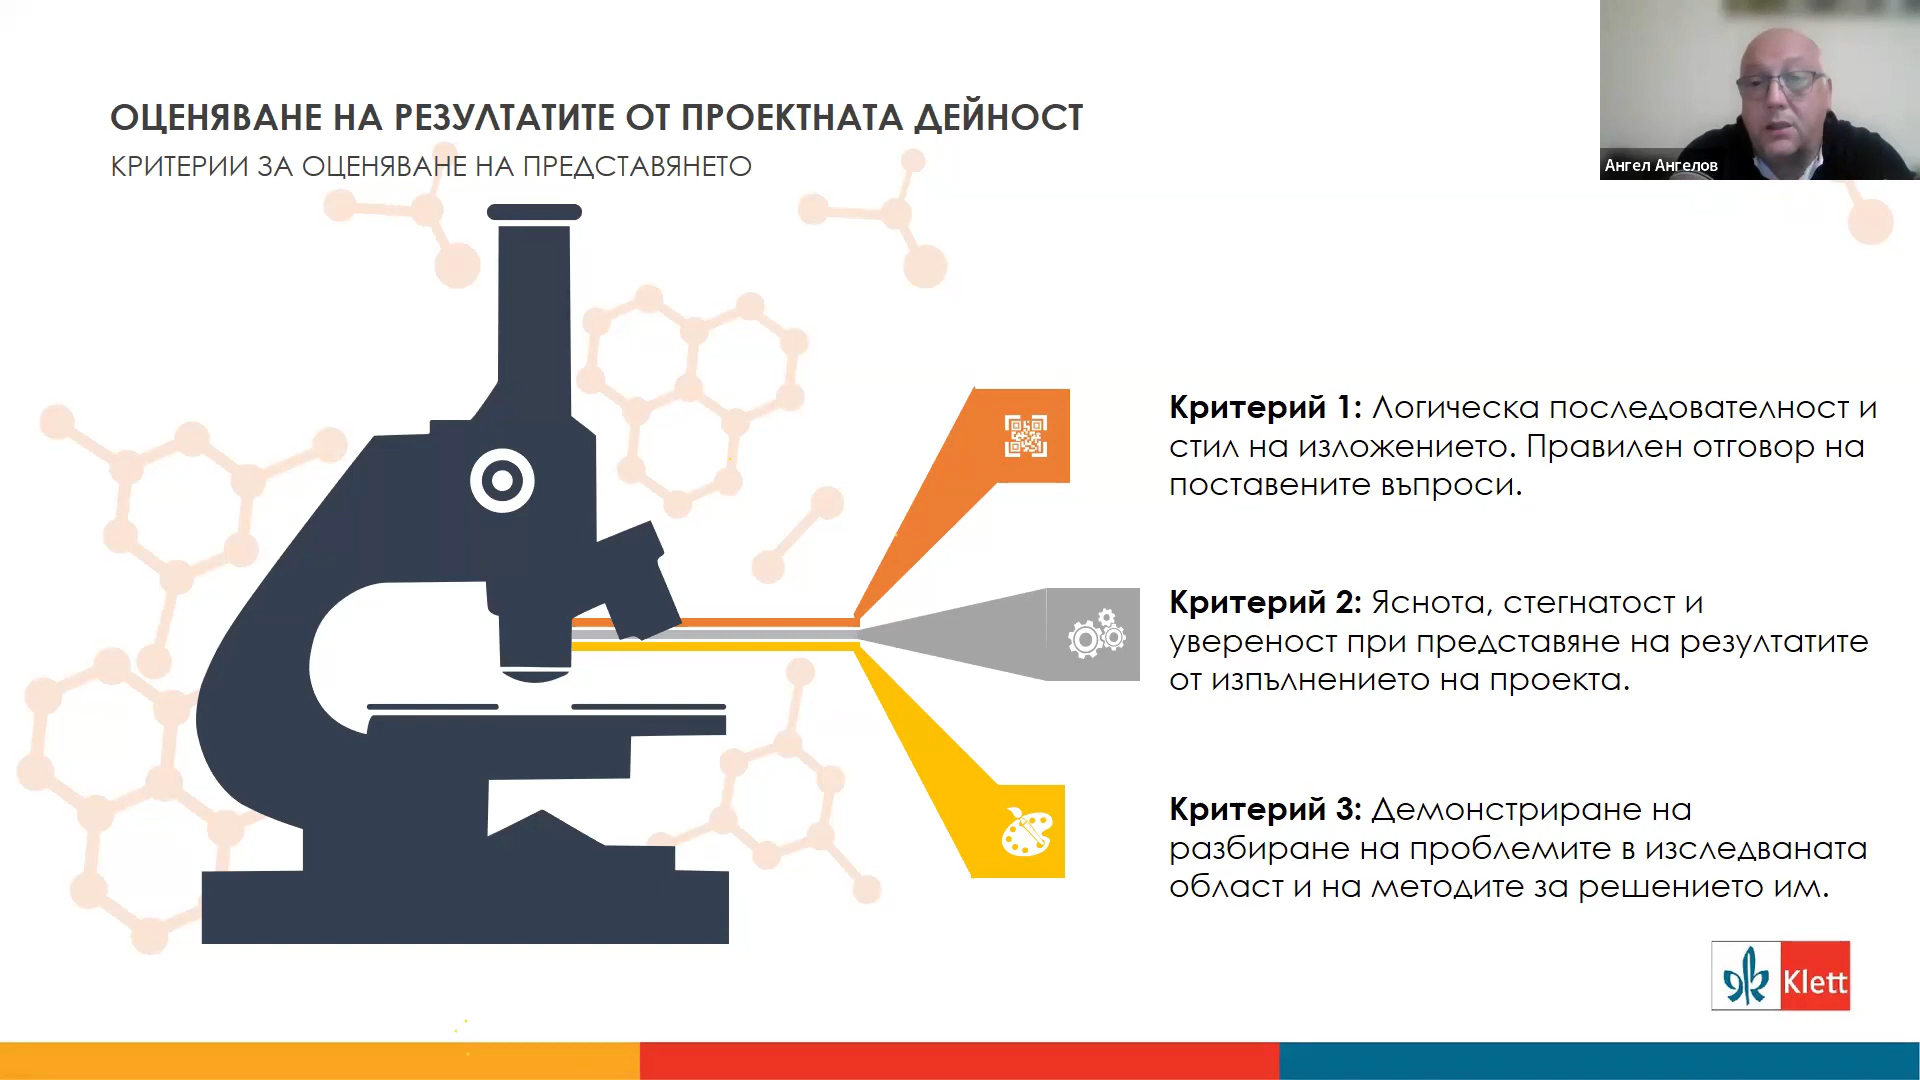 ОЦЕНЯВАНЕ НА РЕЗУЛТАТИТЕ ОТ ПРОЕКТНАТА ДЕЙНОСТ
КРИТЕРИИ ЗА ОЦЕНЯВАНЕ НА ПРЕДСТАВЯНЕТО
Ангел Ангелов
Критерий 1: Логическа последователност и
стил на изложението. Правилен отговор на
поставените въпроси.
Критерий 2: Яснота, стегнатост и
увереност при представяне на резултатите
от изпълнението на проекта.
Критерий 3: Демонстриране на
разбиране на проблемите в изследваната
област и на методите за решението им.
Klett